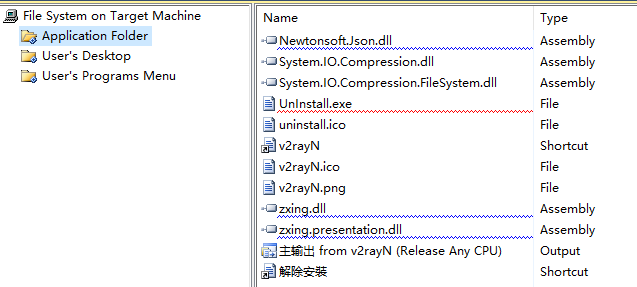 File System on Target Machine
Application Folder
User's Desktop
User's Programs Menu
Name Type
Newtonsoft.Json.dll Assembly
System.IO.Compression.dll Assembly
System.IO.Compression.FileSystem.dll Assembly
UnInstall.exe File
uninstall.ico File
v2rayN Shortcut
v2rayN.ico File
v2rayN.png File
zxing.dll Assembly
zxing.presentation.dll Assembly
主输出 from v2rayN (Release Any CPU) Output
解除安裝 Shortcut